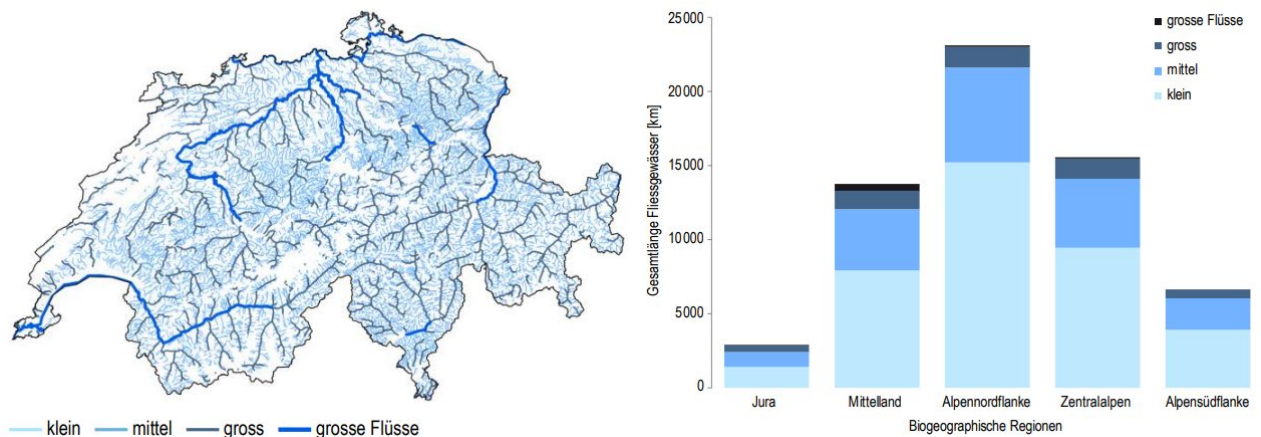 klein mittel gross grosse Flüsse
Gesamtlänge Fliessgewässer [km]
25000
20000
15000
10000
5000
0
grosse Flüsse
gross
mittel
klein
Jura Mittelland Alpennordflanke Zentralalpen Alpensüdflanke
Biogeographische Regionen